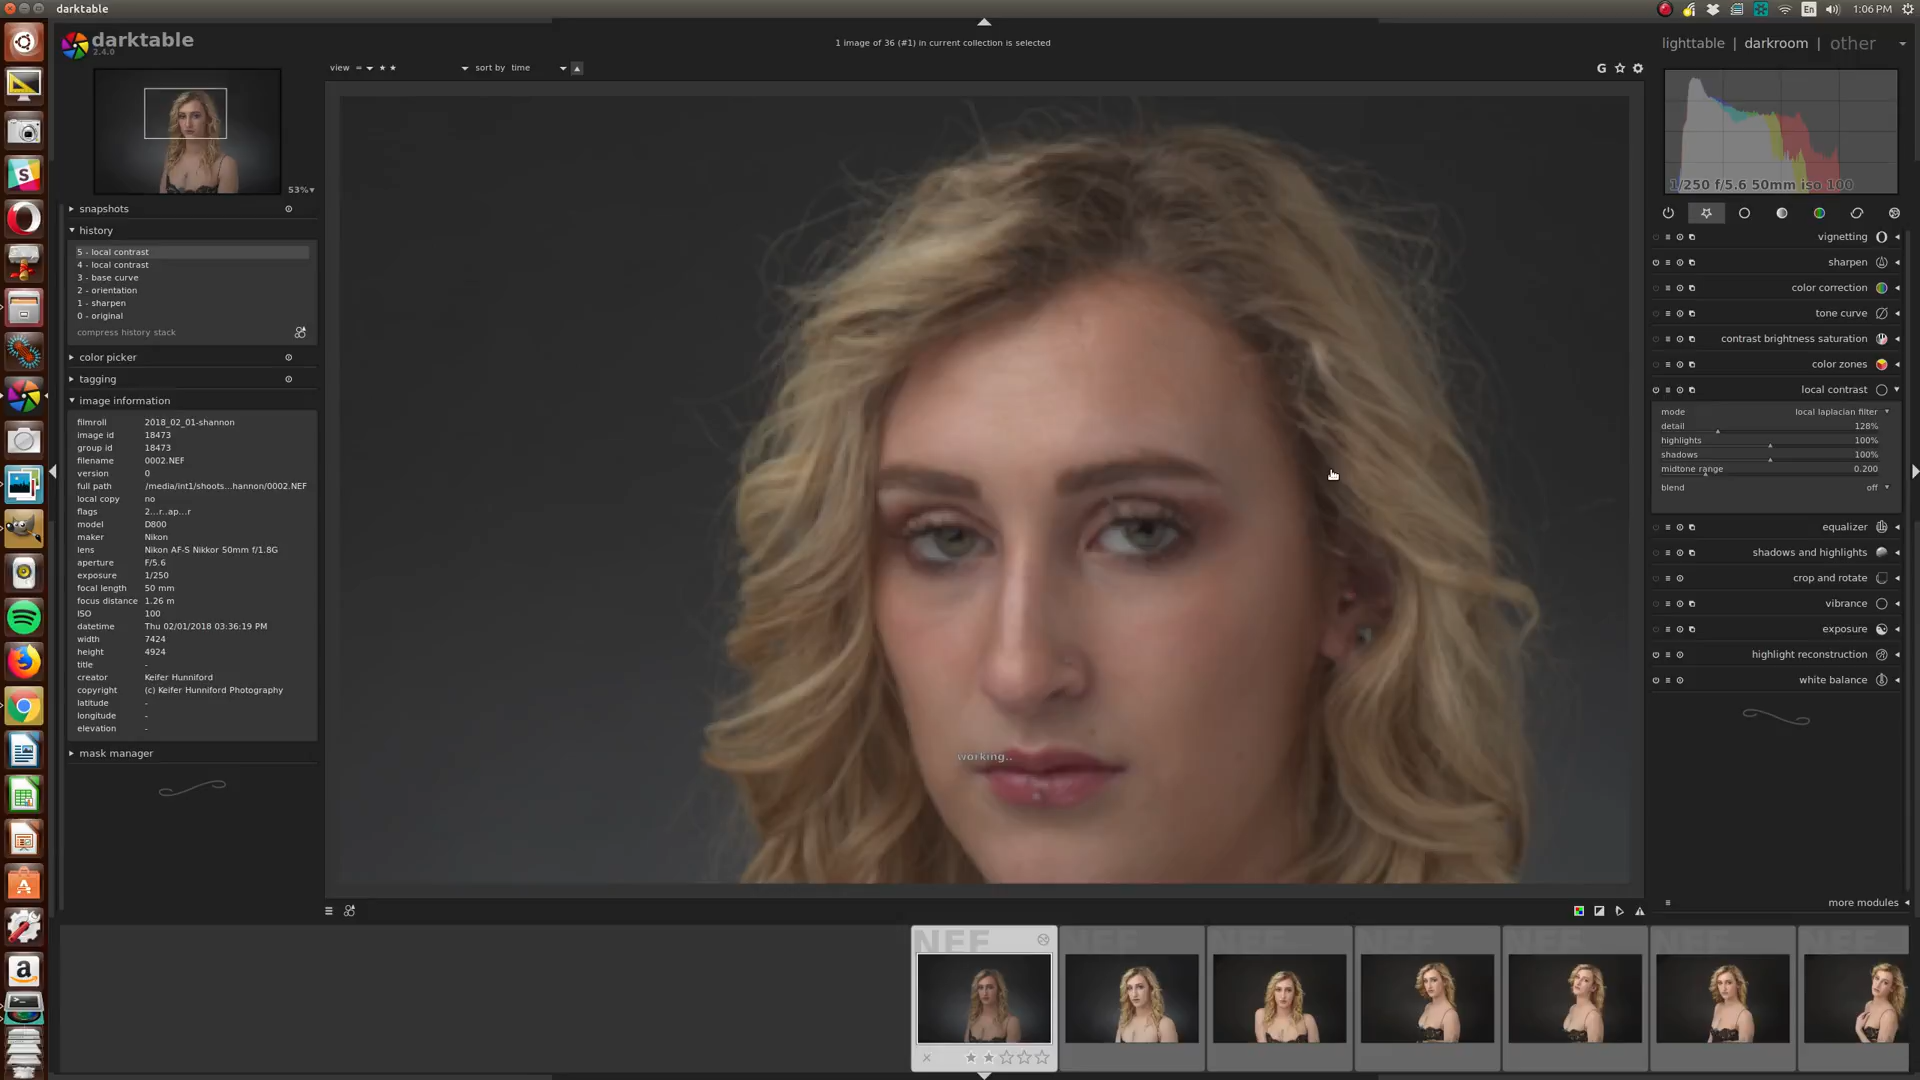 darktable
En
1:06 PM
darktable
2.4.0
1 image of 36 (#1) in current collection is selected
lighttable | darkroom | other
view = ★ ★
sort by time
G
53%
snapshots
history
5 - local contrast
4 - local contrast
3 - base curve
2 - orientation
1 - sharpen
0 - original
compress history stack
color picker
tagging
image information
filmroll 2018_02_01-shannon
image id 18473
group id 18473
filename 0002.NEF
version 0
full path /media/int1/shoots...hannon/0002.NEF
local copy no
flags 2...r..ap...r
model D800
maker Nikon
lens Nikon AF-S Nikkor 50mm f/1.8G
aperture F/5.6
exposure 1/250
focal length 50 mm
focus distance 1.26 m
ISO 100
datetime Thu 02/01/2018 03:36:19 PM
width 7424
height 4924
title -
creator Keifer Hunniford
copyright (c) Keifer Hunniford Photography
latitude -
longitude -
elevation -
mask manager
working..
1/250 f/5.6 50mm iso 100
vignetting
sharpen
color correction
tone curve
contrast brightness saturation
color zones
local contrast
mode local laplacian filter
detail 128%
highlights 100%
shadows 100%
midtone range 0.200
blend off
equalizer
shadows and highlights
crop and rotate
vibrance
exposure
highlight reconstruction
white balance
more modules
NEF